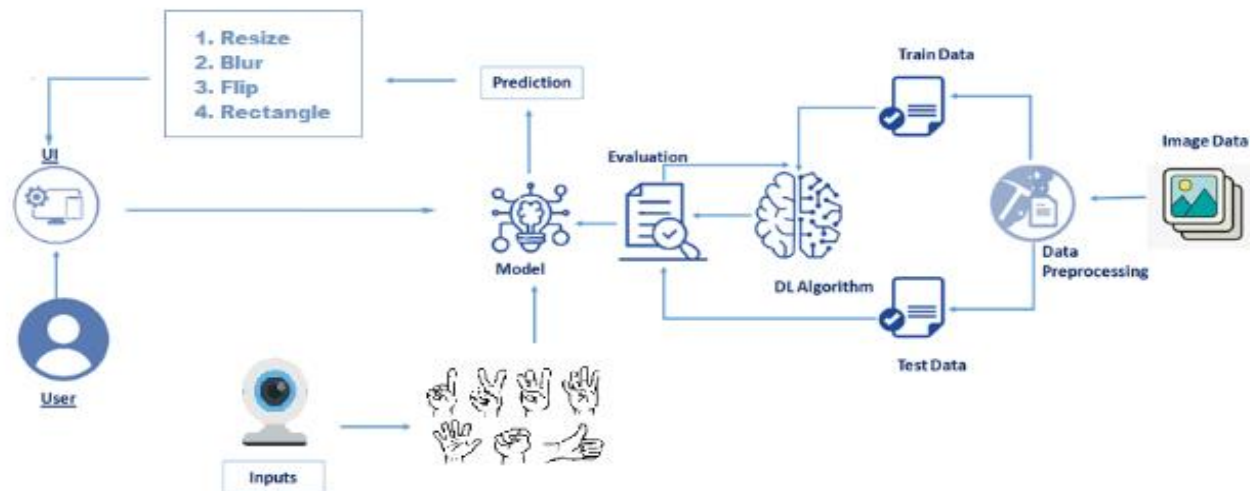 1. Resize
2. Blur
3. Flip
4. Rectangle
Prediction
Train Data
Image Data
UI
Evaluation
Model
DL Algorithm
Data
Preprocessing
Test Data
User
Inputs